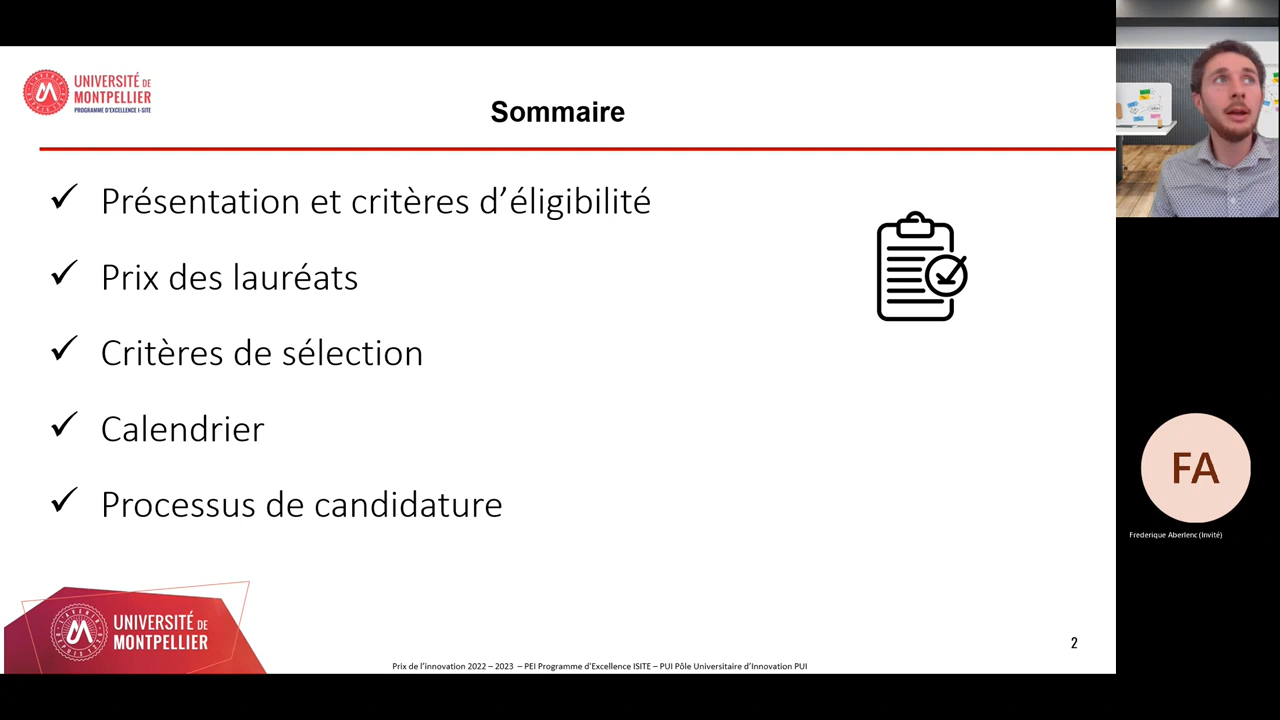 UNIVERSITÉ DE
MONTPELLIER
PROGRAMME D'EXCELLENCE I-SITE
Sommaire
✓ Présentation et critères d’éligibilité
✓ Prix des lauréats
✓ Critères de sélection
✓ Calendrier
✓ Processus de candidature
FA
Frederique Aberlenc (Invité)
UNIVERSITÉ DE
MONTPELLIER
2
Prix de l’innovation 2022 – 2023 – PEI Programme d'Excellence ISITE – PUI Pôle Universitaire d’Innovation PUI